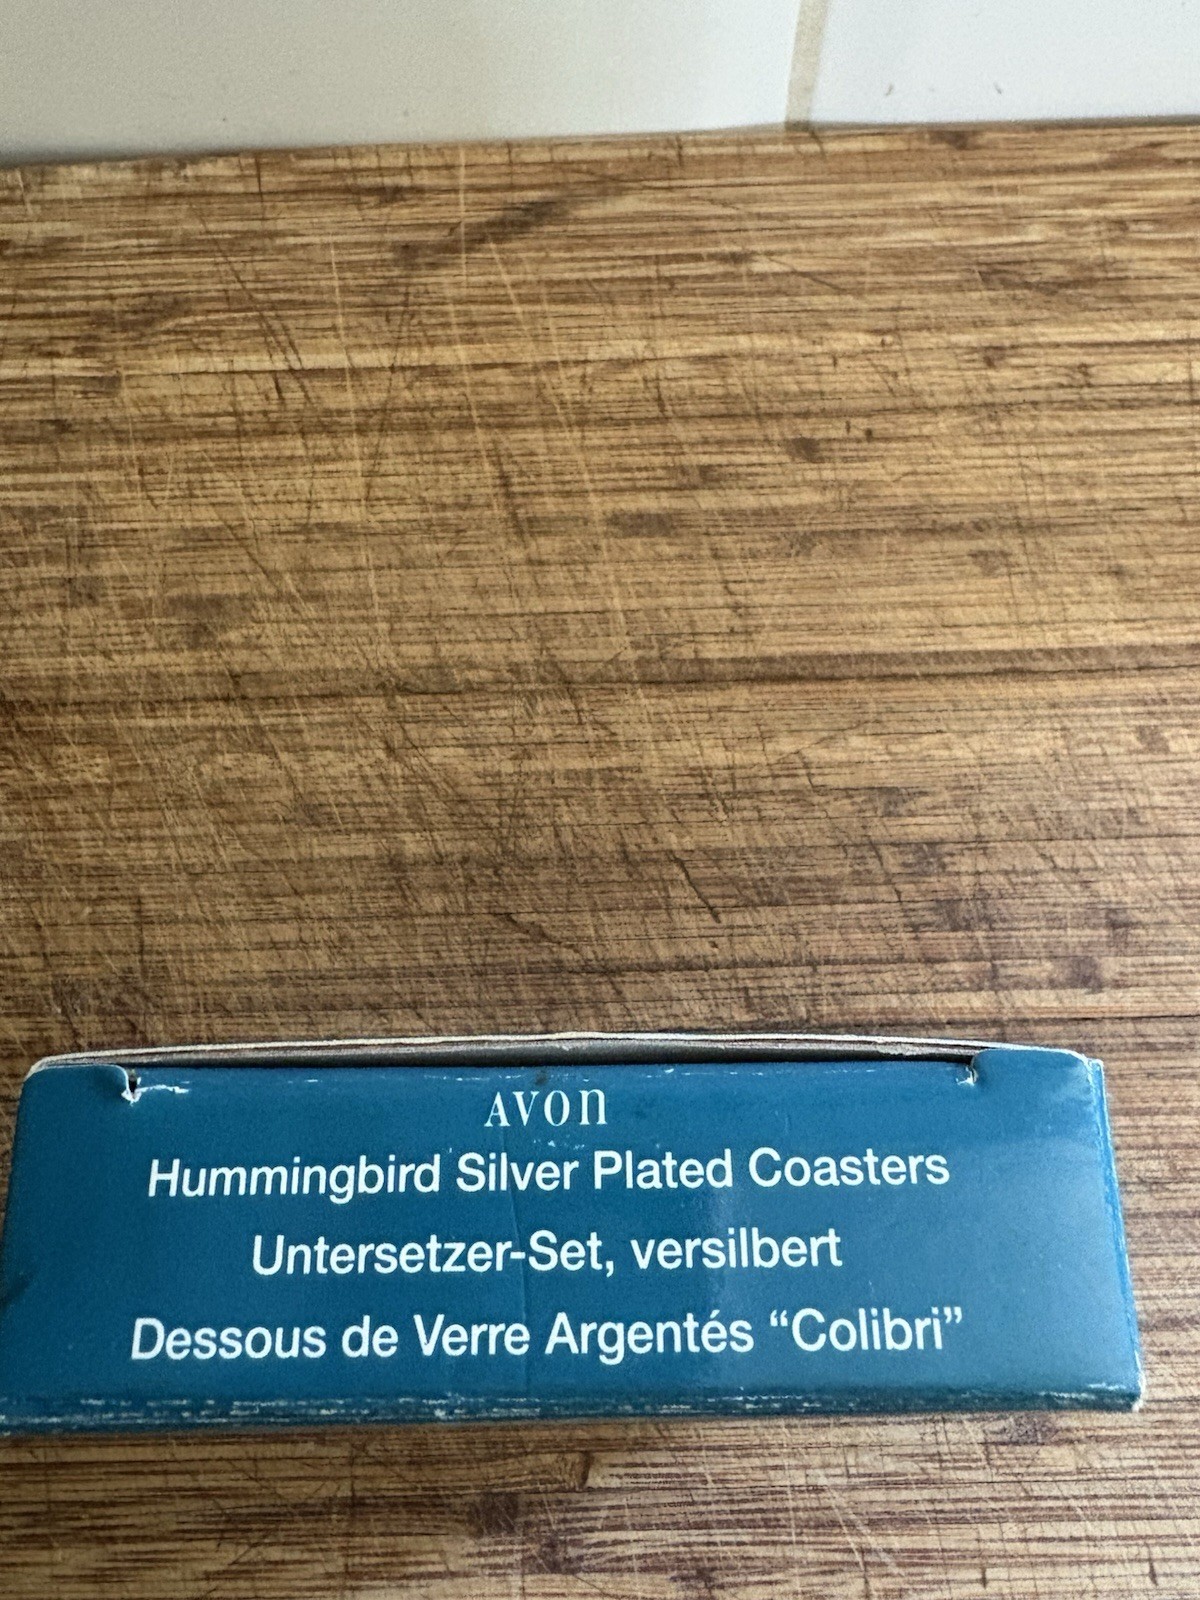 AVON
Hummingbird Silver Plated Coasters
Untersetzer-Set, versilbert
Dessous de Verre Argentés “Colibri”